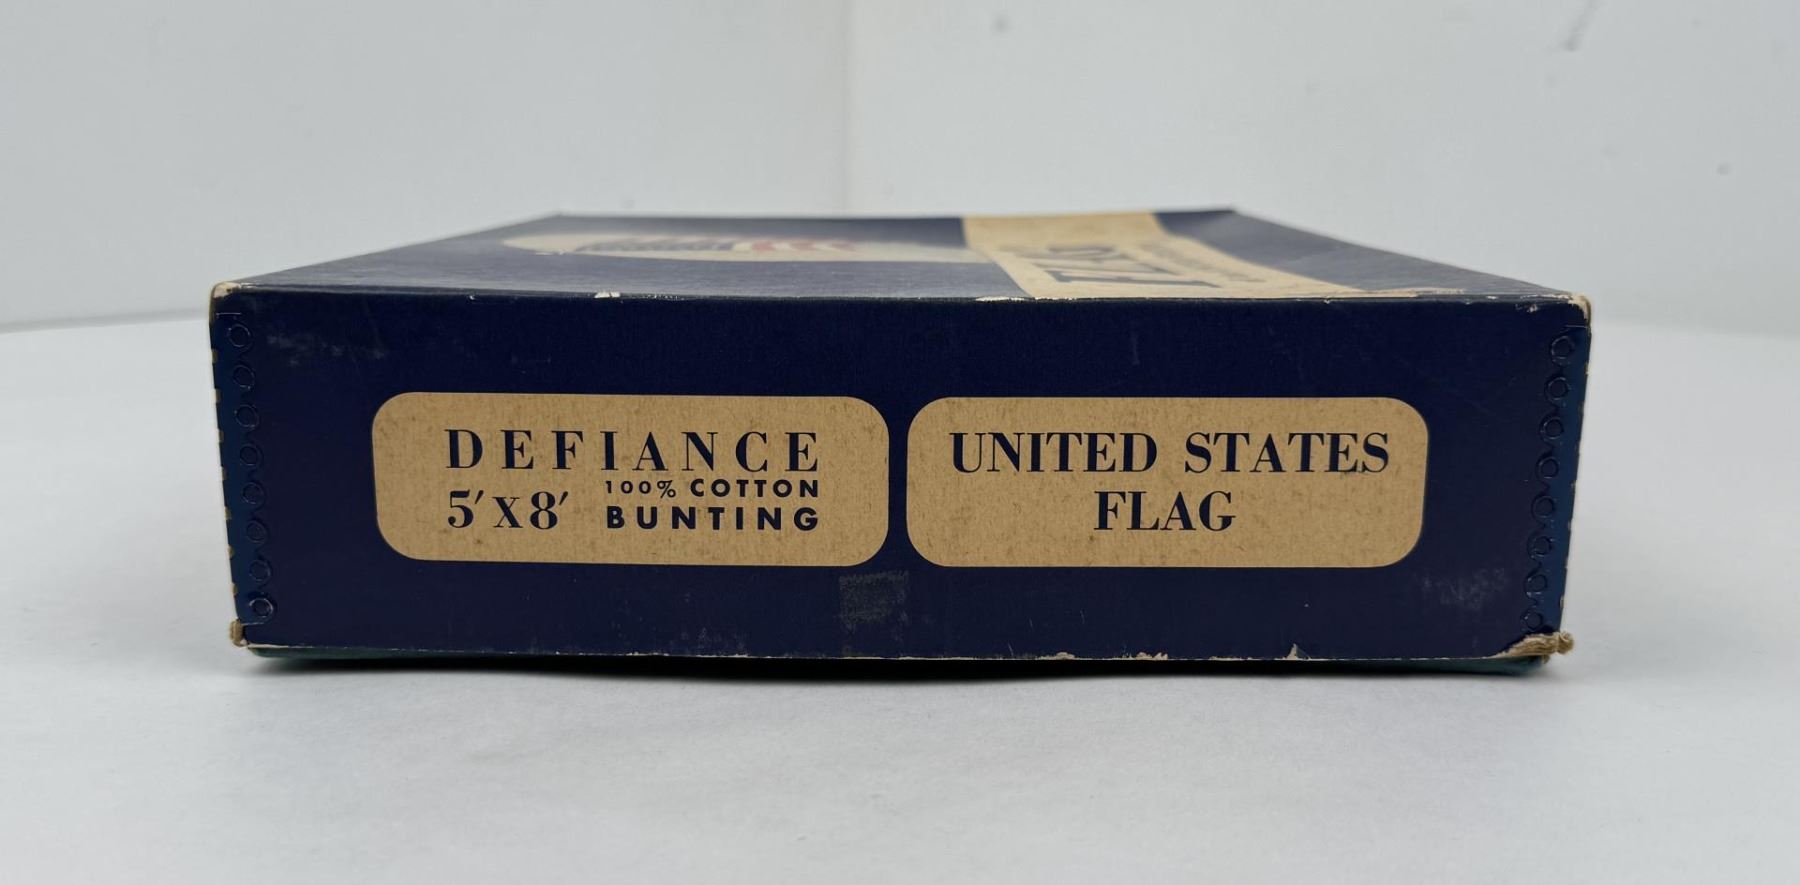 DEFIANCE
5'X8' 100% COTTON
BUNTING
UNITED STATES
FLAG